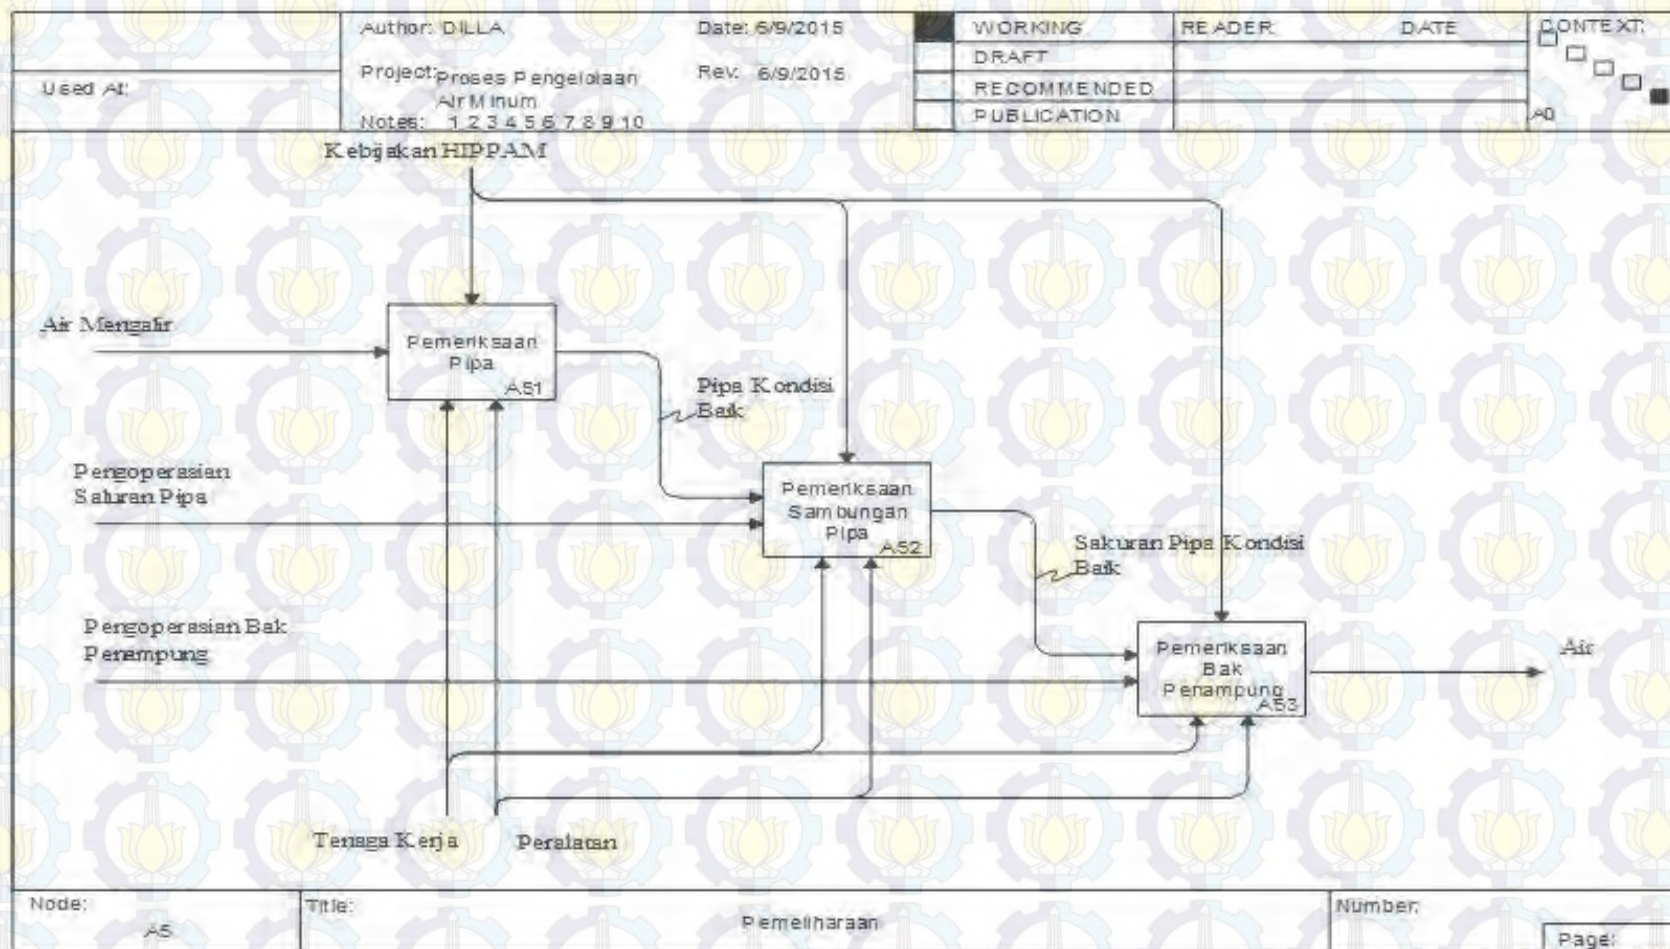 Used At:
Author: DILLA
Date: 6/9/2015
Project: Proses Pengelolaan
Air Minum
Rev: 6/9/2015
Notes: 1 2 3 4 5 6 7 8 9 10
WORKING
DRAFT
RECOMMENDED
PUBLICATION
READER
DATE
CONTEXT:
A0
Kebijakan HIPPAM
Air Mengalir
Pemeriksaan
Pipa
A51
Pipa Kondisi
Baik
Pengoperasian
Saluran Pipa
Pemeriksaan
Sambungan
Pipa
A52
Sakuran Pipa Kondisi
Baik
Pengoperasian Bak
Penampung
Pemeriksaan
Bak
Penampung
A53
Air
Tenaga Kerja
Peralatan
Node:
A5
Title:
Pemeliharaan
Number:
Page: